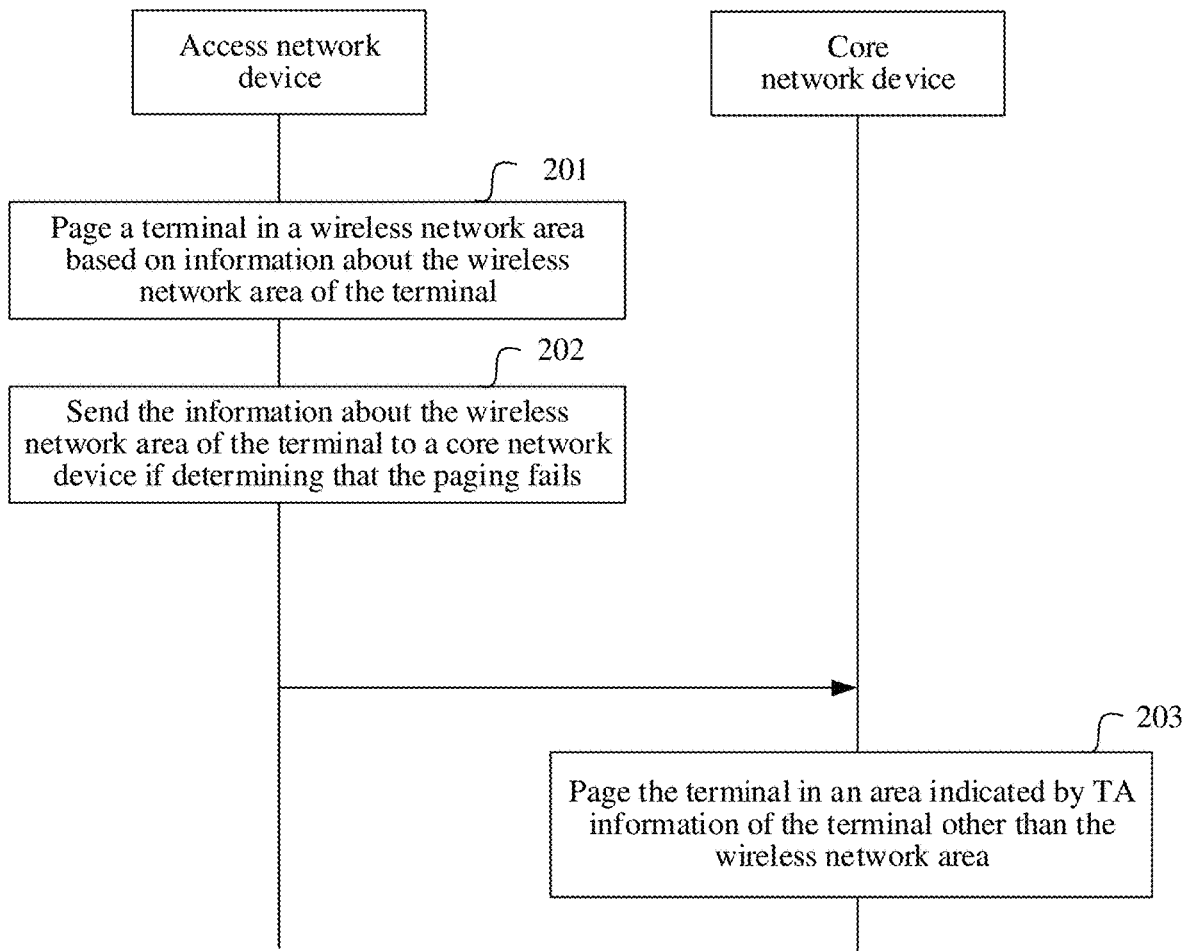 Access network
device
Core
network device
201
Page a terminal in a wireless network area
based on information about the wireless
network area of the terminal
202
Send the information about the wireless
network area of the terminal to a core network
device if determining that the paging fails
203
Page the terminal in an area indicated by TA
information of the terminal other than the
wireless network area